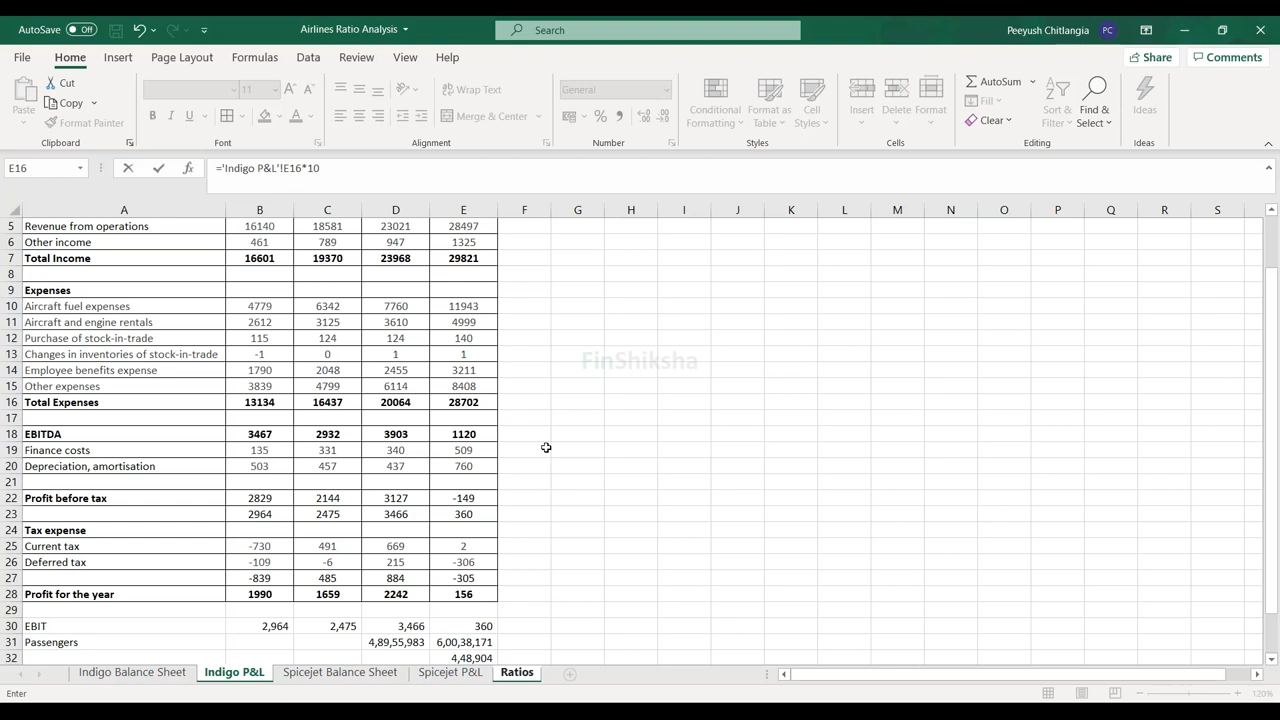 AutoSave Off Airlines Ratio Analysis Search Peeyush Chitlangia PC
File Home Insert Page Layout Formulas Data Review View Help Share Comments
Paste Cut Copy Format Painter Clipboard
11 Font
Wrap Text Merge & Center Alignment
General Number
Conditional Formatting Format as Table Cell Styles Styles
Insert Delete Format Cells
AutoSum Fill Clear Sort & Filter Find & Select Editing
Ideas Ideas
E16 fx ='Indigo P&L'!E16*10
A B C D E F G H I J K L M N O P Q R S
5 Revenue from operations 16140 18581 23021 28497
6 Other income 461 789 947 1325
7 Total Income 16601 19370 23968 29821
8
9 Expenses
10 Aircraft fuel expenses 4779 6342 7760 11943
11 Aircraft and engine rentals 2612 3125 3610 4999
12 Purchase of stock-in-trade 115 124 124 140
13 Changes in inventories of stock-in-trade -1 0 1 1
FinShiksha
14 Employee benefits expense 1790 2048 2455 3211
15 Other expenses 3839 4799 6114 8408
16 Total Expenses 13134 16437 20064 28702
17
18 EBITDA 3467 2932 3903 1120
19 Finance costs 135 331 340 509
20 Depreciation, amortisation 503 457 437 760
21
22 Profit before tax 2829 2144 3127 -149
23 2964 2475 3466 360
24 Tax expense
25 Current tax -730 491 669 2
26 Deferred tax -109 -6 215 -306
27 -839 485 884 -305
28 Profit for the year 1990 1659 2242 156
29
30 EBIT 2,964 2,475 3,466 360
31 Passengers 4,89,55,983 6,00,38,171
32 4,48,904
Indigo Balance Sheet Indigo P&L Spicejet Balance Sheet Spicejet P&L Ratios
Enter 120%